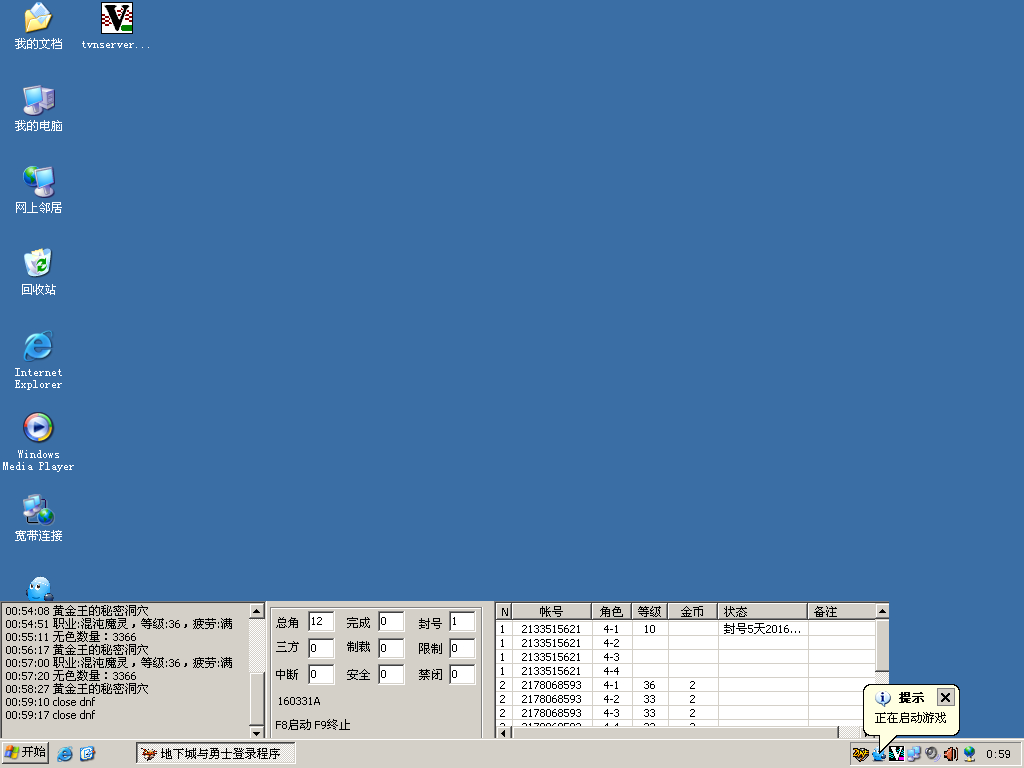 我的文档
tvnserver...
我的电脑
网上邻居
回收站
Internet
Explorer
Windows
Media Player
宽带连接
00:54:08 黄金王的秘密洞穴
00:54:51 职业:混沌魔灵，等级:36，疲劳:满
00:55:11 无色数量：3366
00:56:17 黄金王的秘密洞穴
00:57:00 职业:混沌魔灵，等级:36，疲劳:满
00:57:20 无色数量：3366
00:58:27 黄金王的秘密洞穴
00:59:10 close dnf
00:59:17 close dnf
总角 12 完成 0 封号 1
三方 0 制裁 0 限制 0
中断 0 安全 0 禁闭 0
160331A
F8启动 F9终止
N 帐号 角色 等级 金币 状态 备注
1 2133515621 4-1 10 封号5天2016...
1 2133515621 4-2
1 2133515621 4-3
1 2133515621 4-4
2 2178068593 4-1 36 2
2 2178068593 4-2 33 2
2 2178068593 4-3 33 2
提示
正在启动游戏
开始
地下城与勇士登录程序
0:59